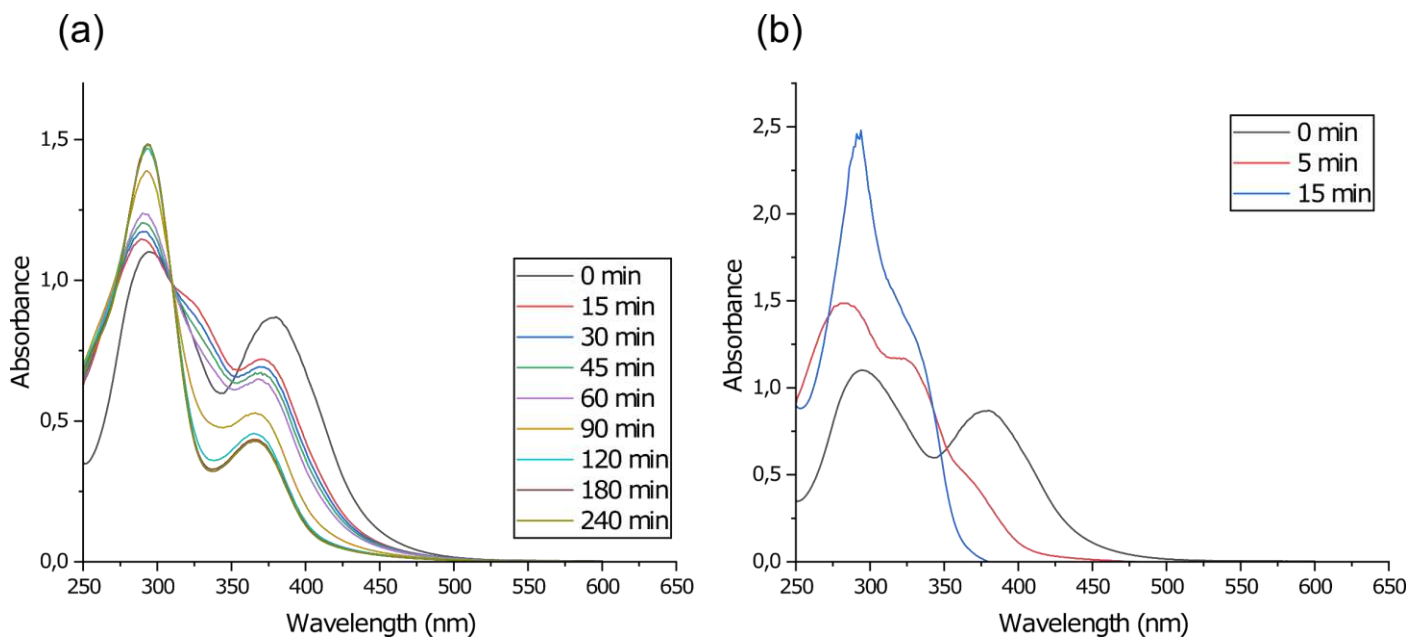 (a)
(b)
1,5
1,0
0,5
0,0
Absorbance
250 300 350 400 450 500 550 600 650
Wavelength (nm)
0 min
15 min
30 min
45 min
60 min
90 min
120 min
180 min
240 min
2,5
2,0
1,5
1,0
0,5
0,0
Absorbance
250 300 350 400 450 500 550 600 650
Wavelength (nm)
0 min
5 min
15 min